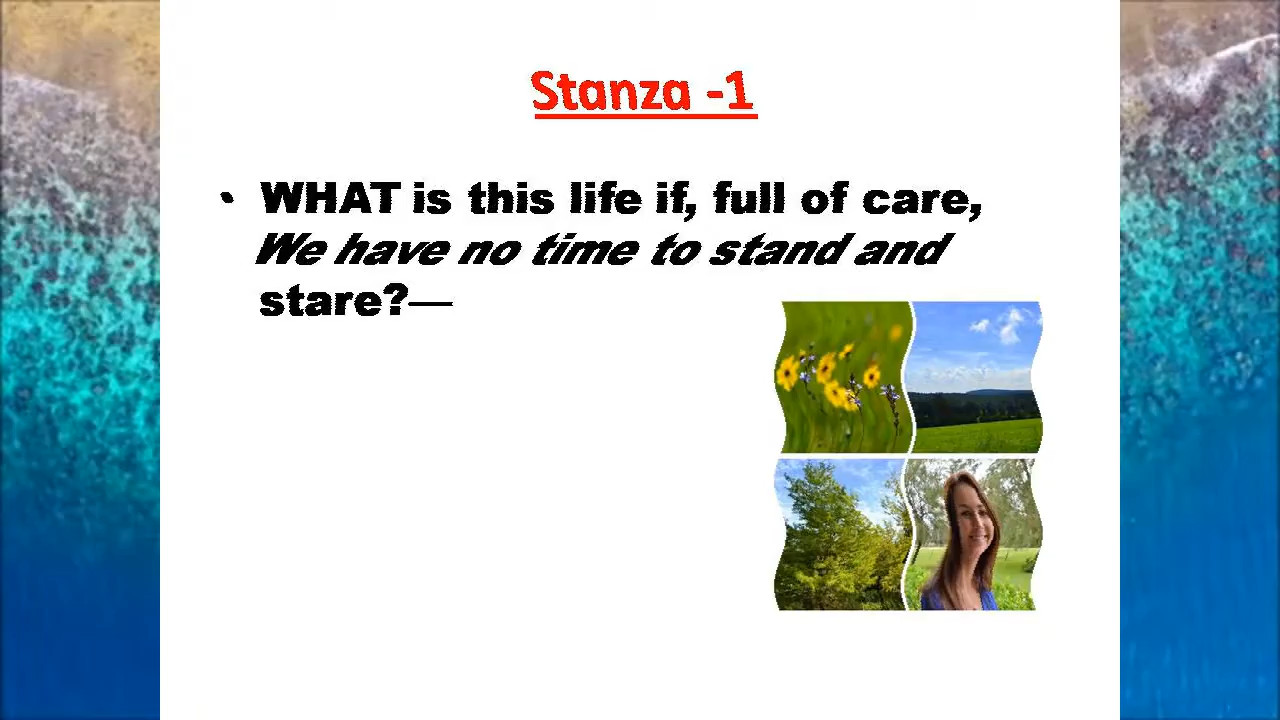 Stanza -1
• WHAT is this life if, full of care,
We have no time to stand and
stare?—